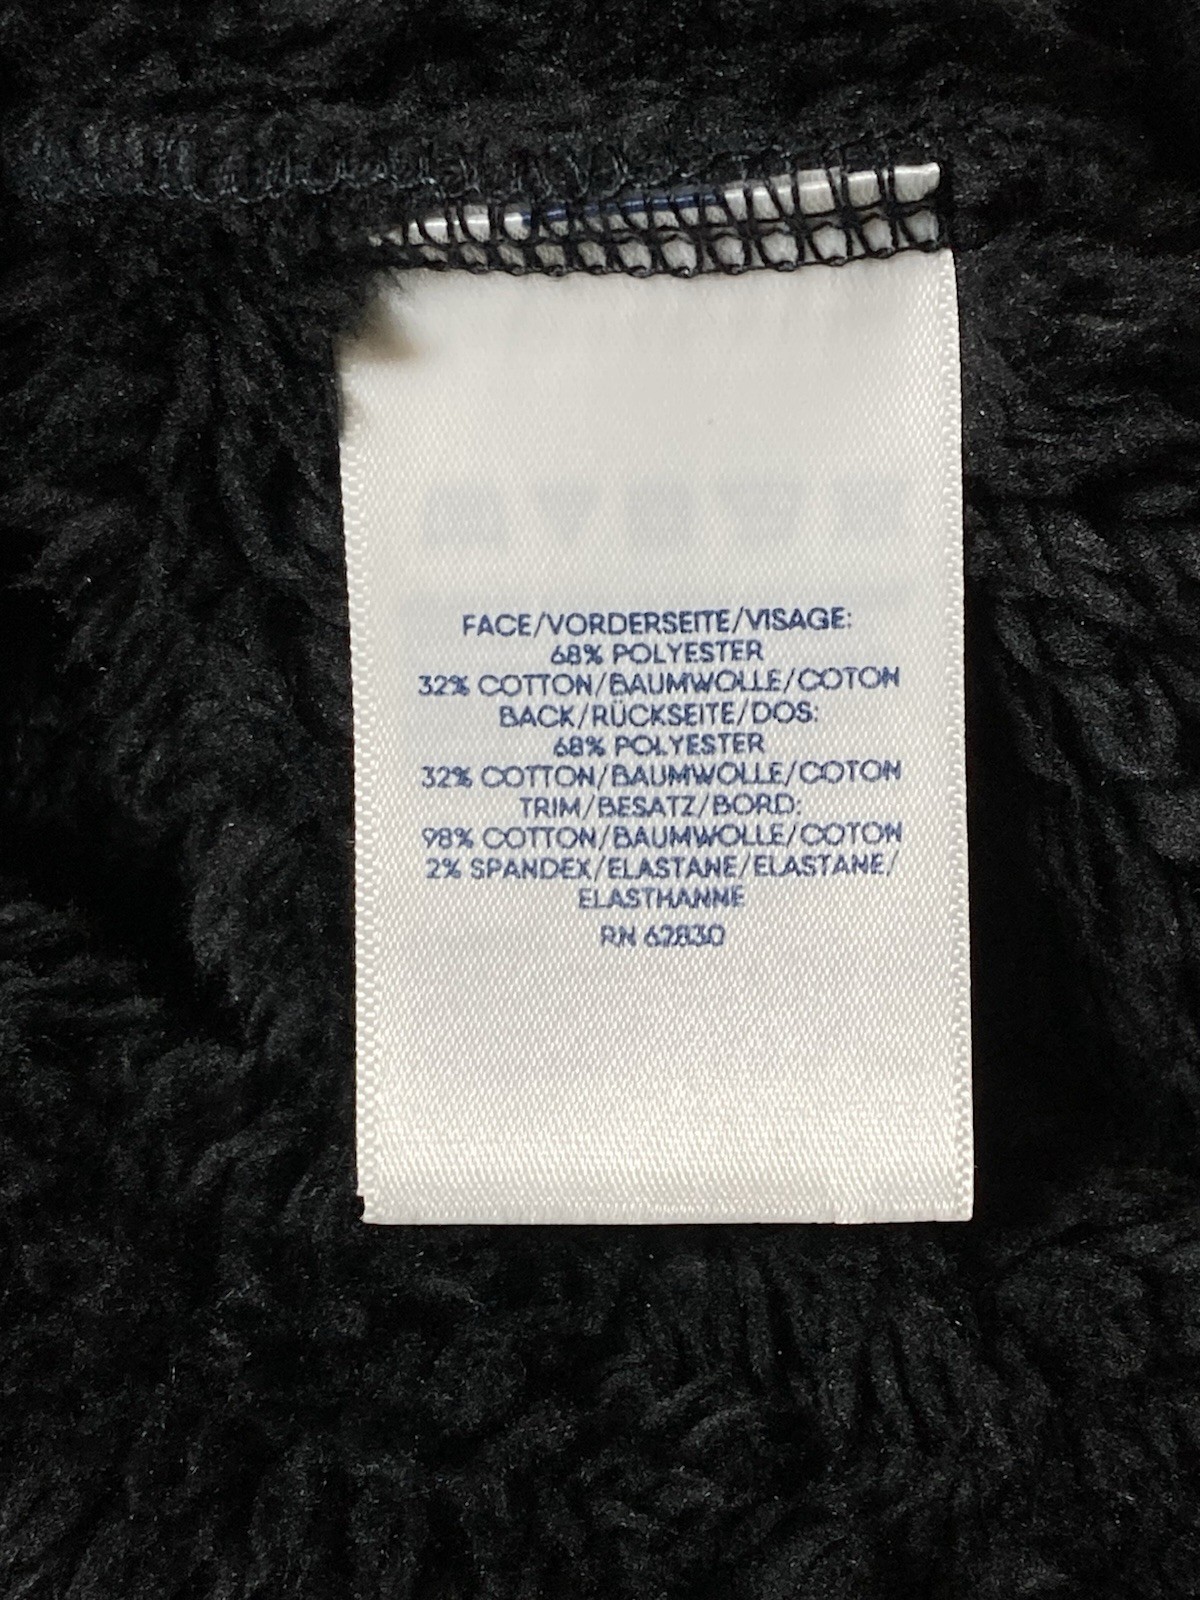 FACE/VORDERSEITE/VISAGE:
68% POLYESTER
32% COTTON/BAUMWOLLE/COTON
BACK/RÜCKSEITE/DOS:
68% POLYESTER
32% COTTON/BAUMWOLLE/COTON
TRIM/BESATZ/BORD:
98% COTTON/BAUMWOLLE/COTON
2% SPANDEX/ELASTANE/ELASTANE/
ELASTHANNE
RN 62830